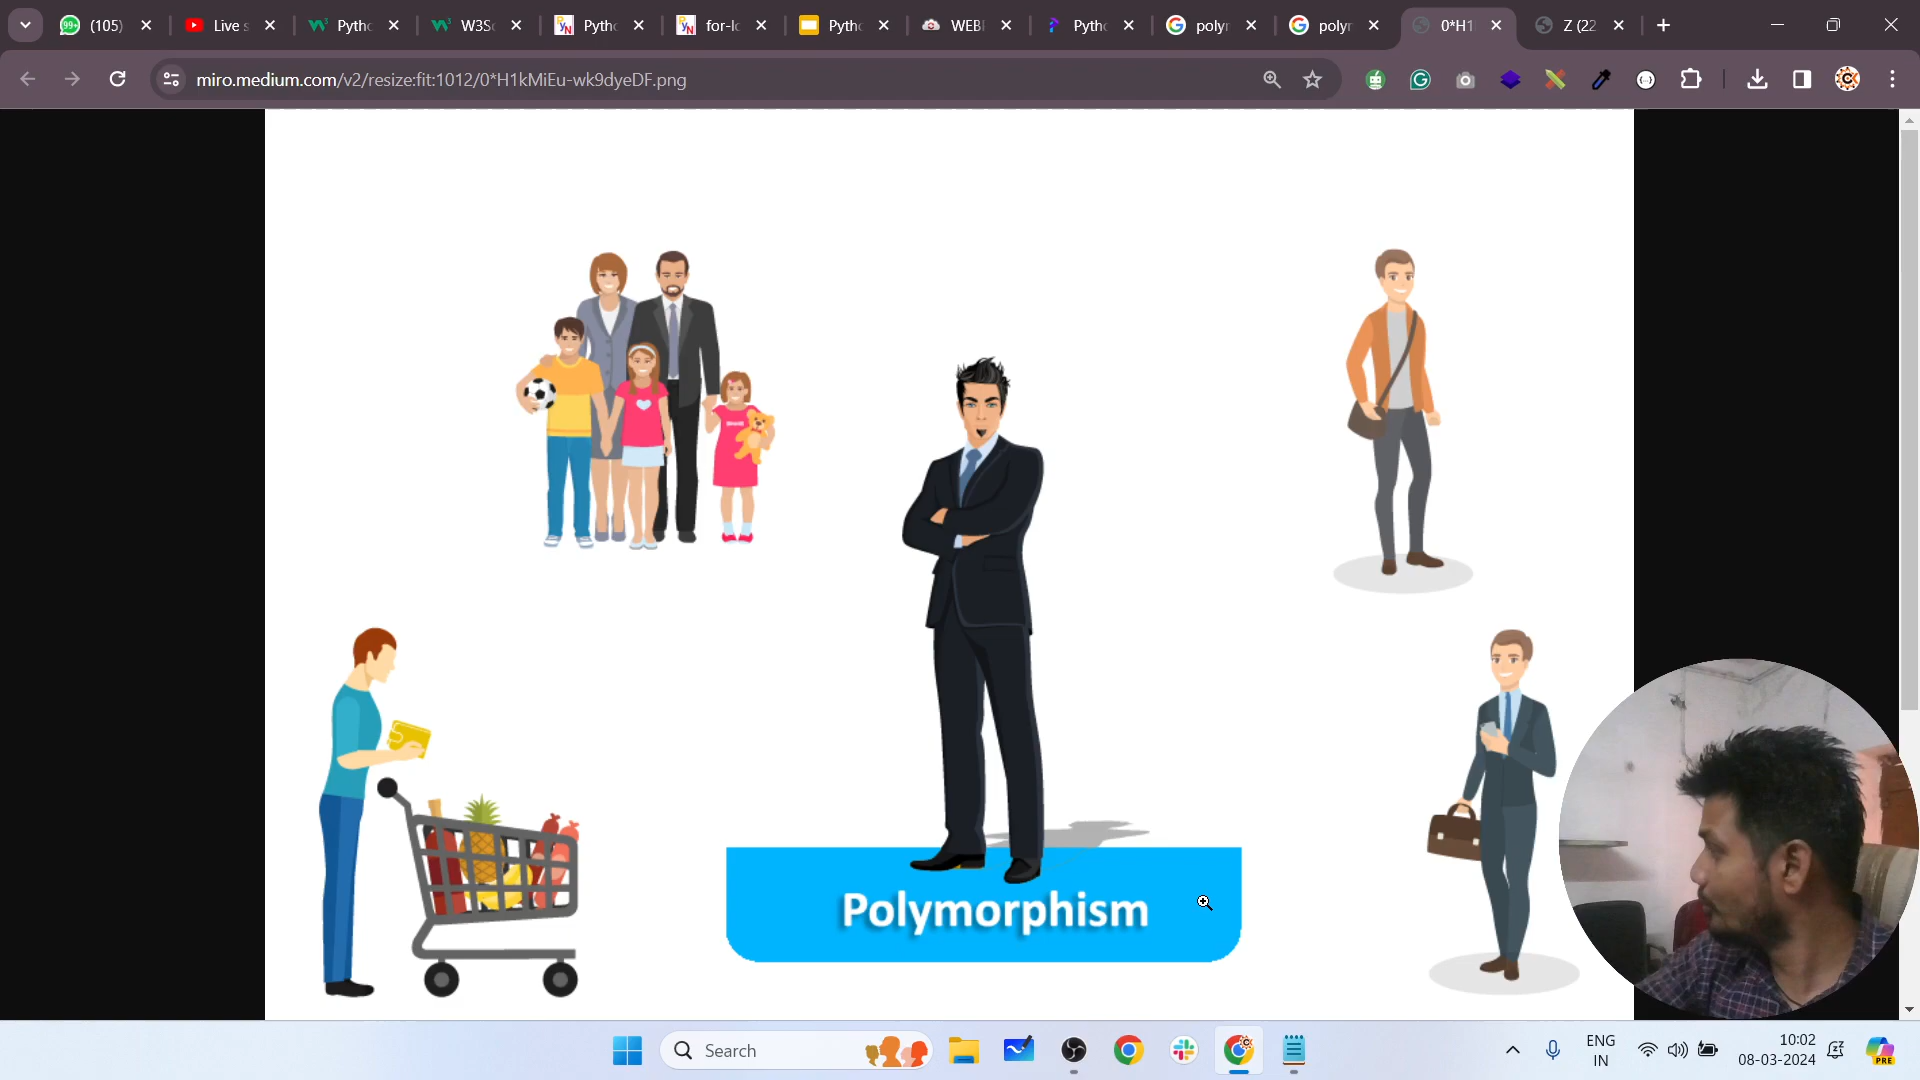 (105)
Live s
Pytho
W3Sc
Pytho
for-lo
Pytho
WEBI
Pytho
polyr
polyr
0*H1
Z (22
miro.medium.com/v2/resize:fit:1012/0*H1kMiEu-wk9dyeDF.png
Polymorphism
Search
ENG
IN
10:02
08-03-2024
PRE